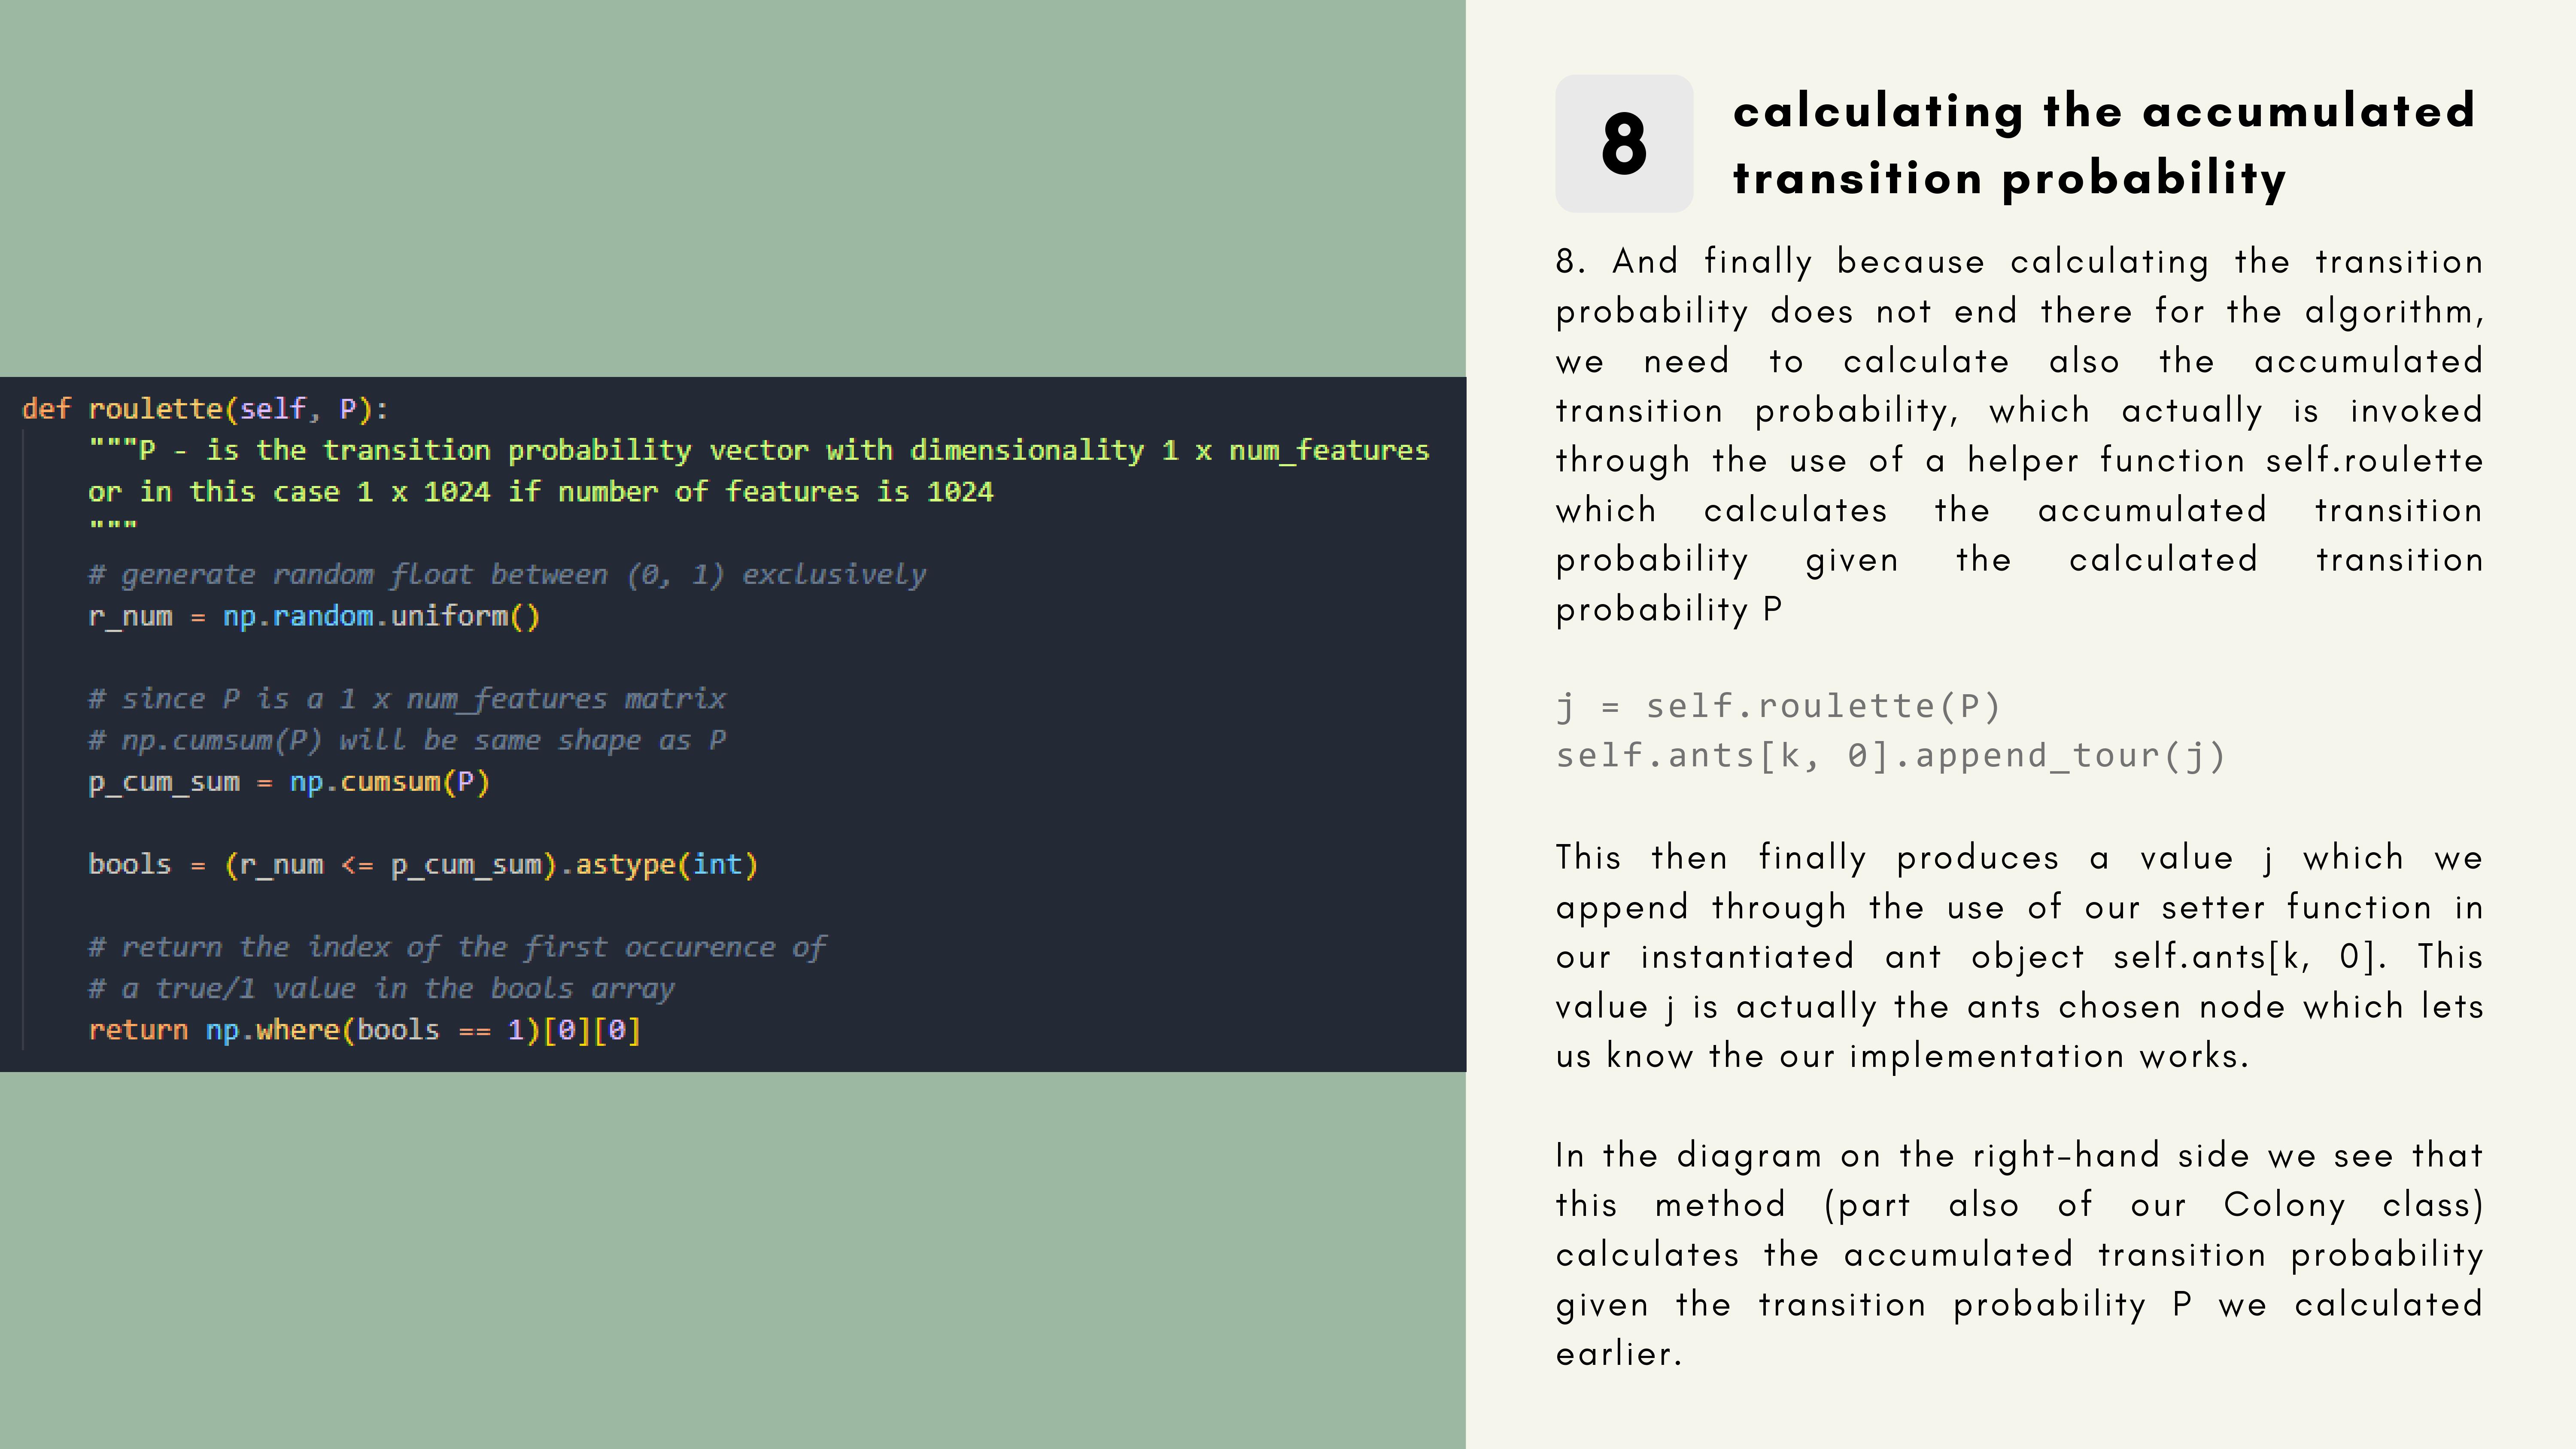 def roulette(self, P):
"""P - is the transition probability vector with dimensionality 1 x num_features
or in this case 1 x 1024 if number of features is 1024
"""
# generate random float between (0, 1) exclusively
r_num = np.random.uniform()
# since P is a 1 x num_features matrix
# np.cumsum(P) will be same shape as P
p_cum_sum = np.cumsum(P)
bools = (r_num <= p_cum_sum).astype(int)
# return the index of the first occurence of
# a true/1 value in the bools array
return np.where(bools == 1)[0][0]
8
calculating the accumulated
transition probability
8. And finally because calculating the transition
probability does not end there for the algorithm,
we need to calculate also the accumulated
transition probability, which actually is invoked
through the use of a helper function self.roulette
which calculates the accumulated transition
probability given the calculated transition
probability P
j = self.roulette(P)
self.ants[k, 0].append_tour(j)
This then finally produces a value j which we
append through the use of our setter function in
our instantiated ant object self.ants[k, 0]. This
value j is actually the ants chosen node which lets
us know the our implementation works.
In the diagram on the right-hand side we see that
this method (part also of our Colony class)
calculates the accumulated transition probability
given the transition probability P we calculated
earlier.